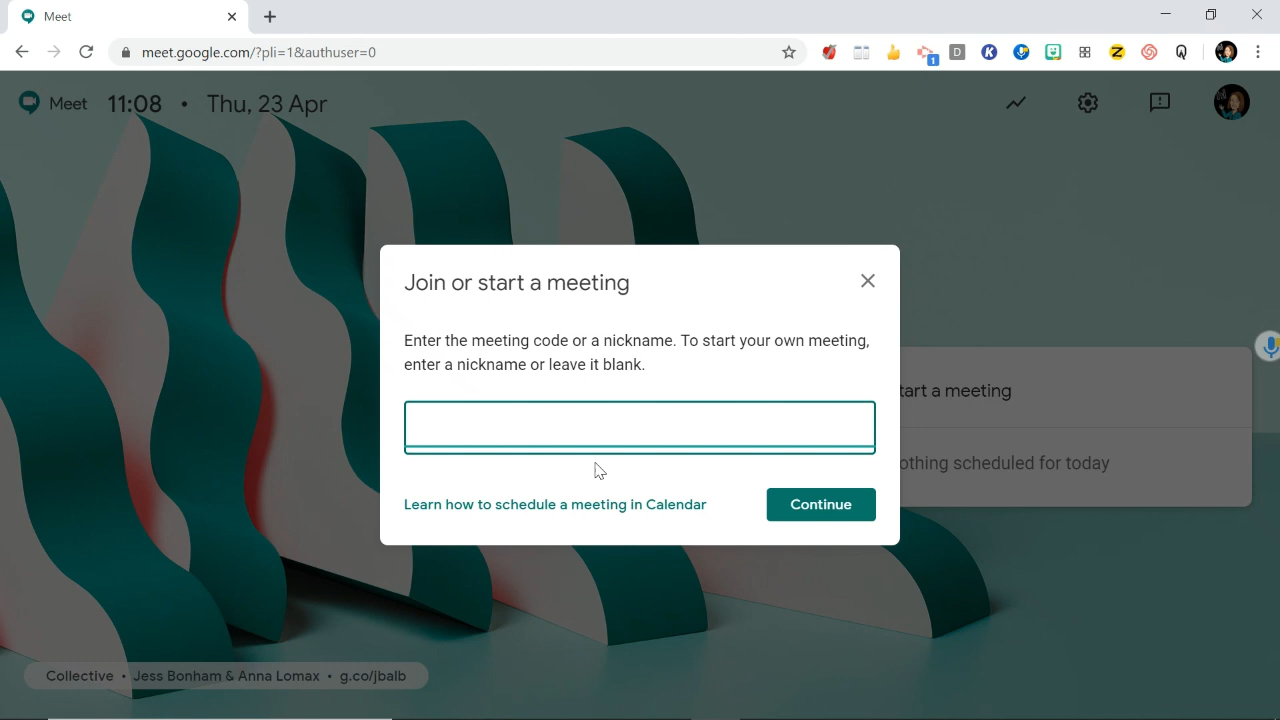 Meet
meet.google.com/?pli=1&authuser=0
D
K
1
Z
Meet 11:08 • Thu, 23 Apr
Join or start a meeting
Enter the meeting code or a nickname. To start your own meeting,
enter a nickname or leave it blank.
tart a meeting
othing scheduled for today
Learn how to schedule a meeting in Calendar
Continue
Collective • Jess Bonham & Anna Lomax • g.co/jbalb